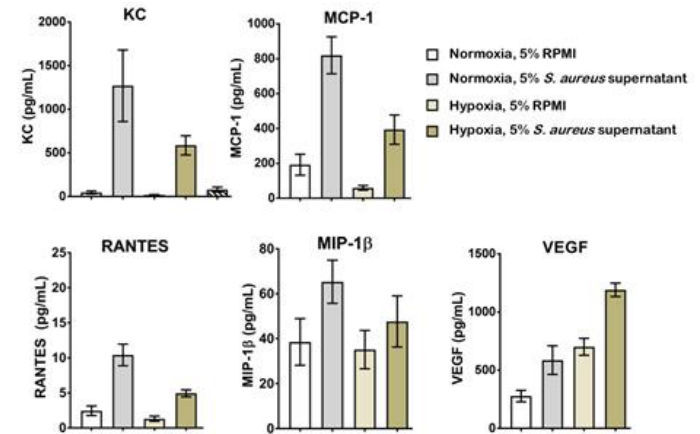 KC
2000
1500
1000
500
0
KC (pg/mL)
MCP-1
1000
800
600
400
200
0
MCP-1 (pg/mL)
Normoxia, 5% RPMI
Normoxia, 5% S. aureus supernatant
Hypoxia, 5% RPMI
Hypoxia, 5% S. aureus supernatant
RANTES
25
20
15
10
5
0
RANTES (pg/mL)
MIP-1β
80
60
40
20
0
MIP-1β (pg/mL)
VEGF
1500
1000
500
0
VEGF (pg/mL)